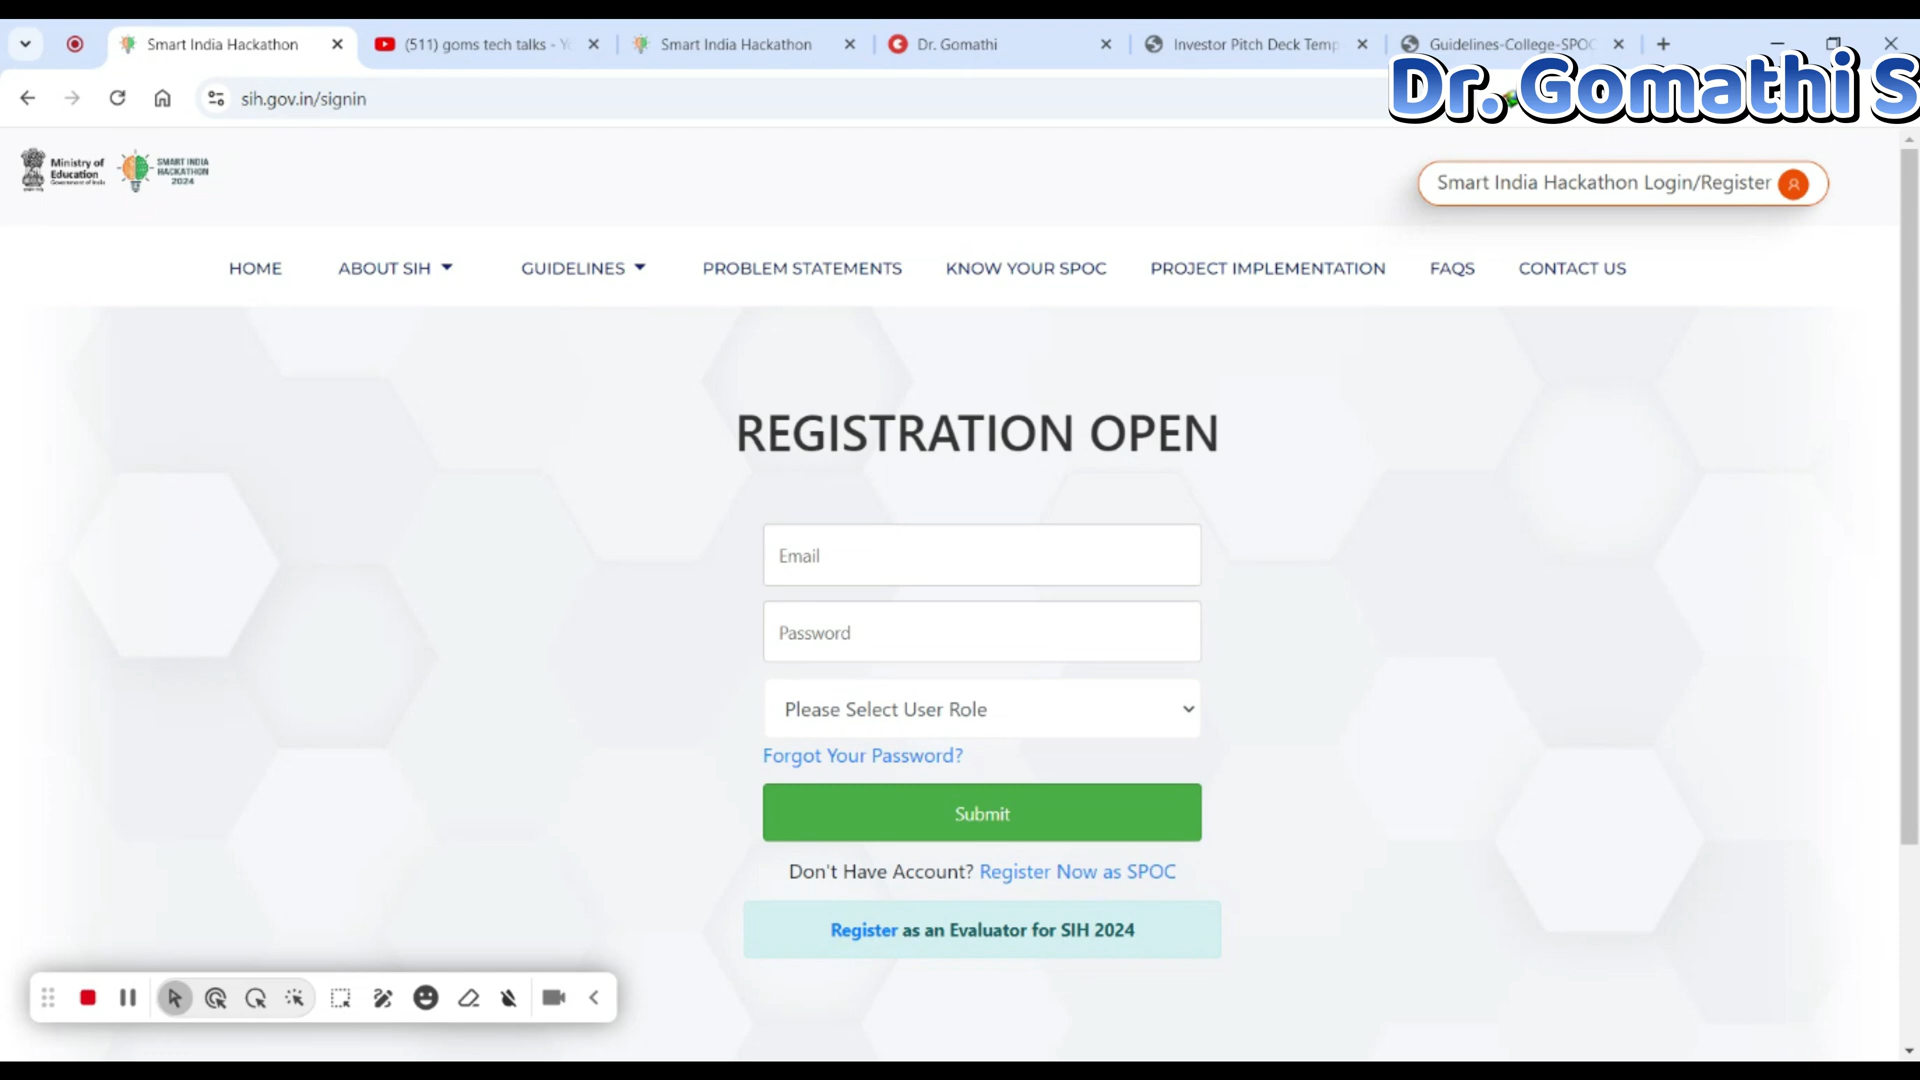 Smart India Hackathon
(511) goms tech talks - Y
Smart India Hackathon
Dr. Gomathi
Investor Pitch Deck Temp
Guidelines-College-SPOC
Dr. Gomathi S
sih.gov.in/signin
Ministry of
Education
Government of India
SMART INDIA
HACKATHON
2024
Smart India Hackathon Login/Register
HOME
ABOUT SIH
GUIDELINES
PROBLEM STATEMENTS
KNOW YOUR SPOC
PROJECT IMPLEMENTATION
FAQS
CONTACT US
REGISTRATION OPEN
Email
Password
Please Select User Role
Forgot Your Password?
Submit
Don't Have Account? Register Now as SPOC
Register as an Evaluator for SIH 2024